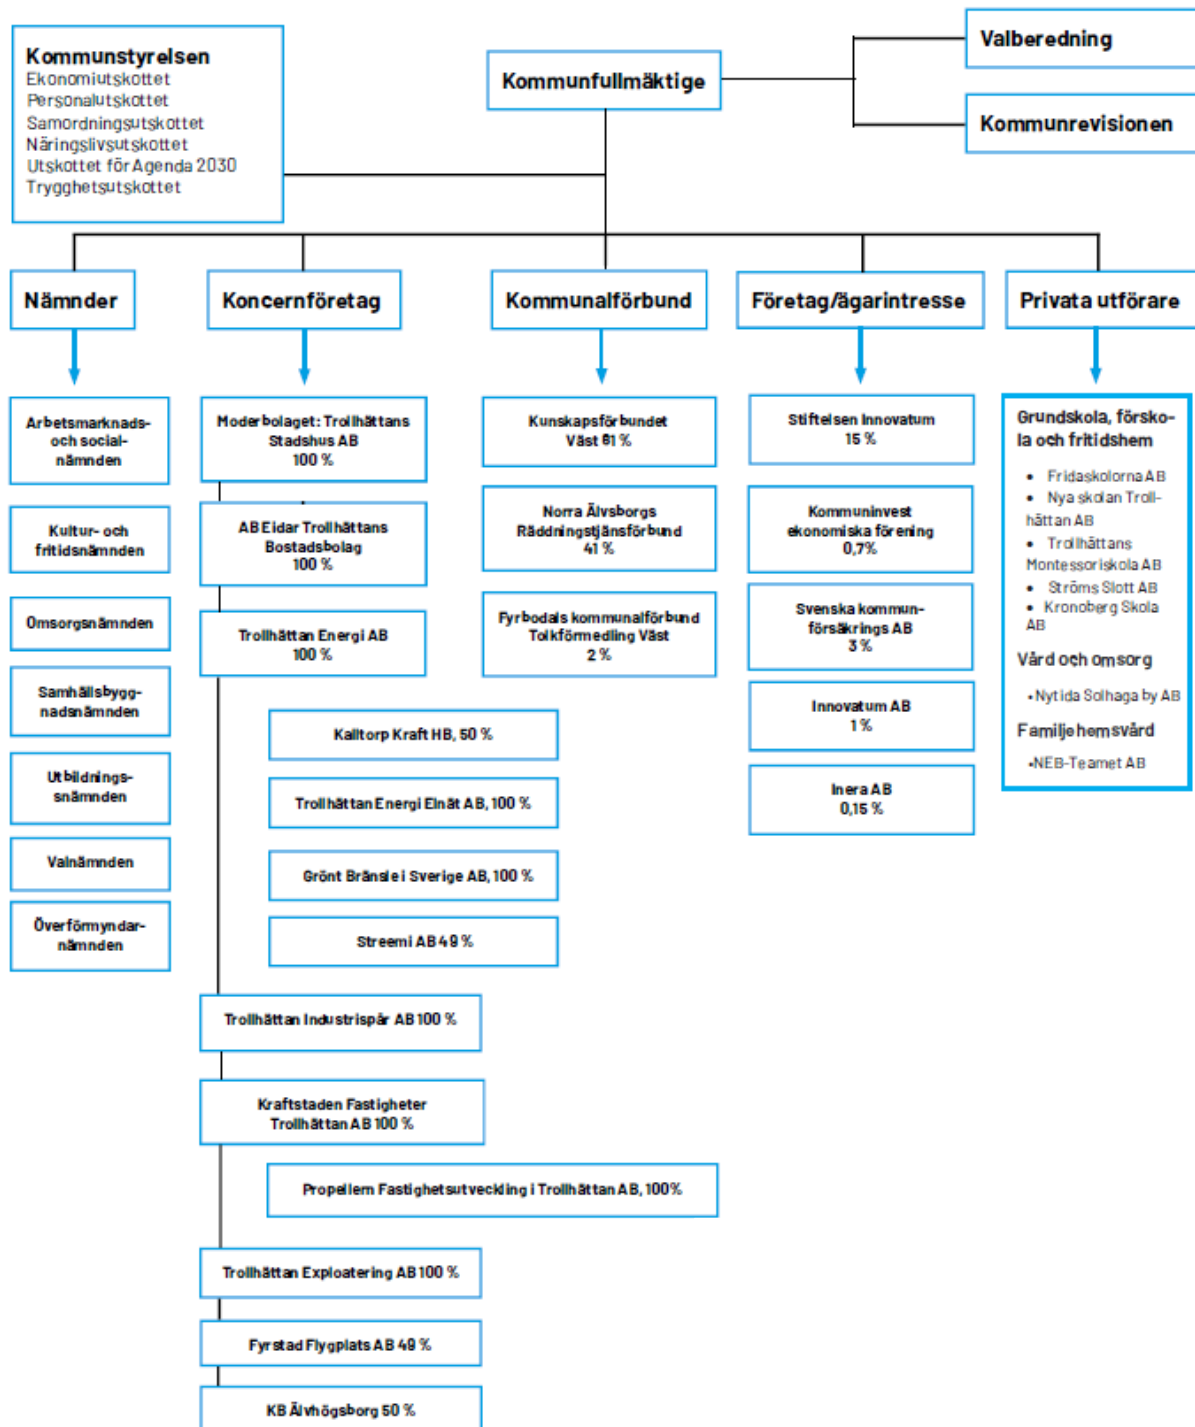 Kommunstyrelsen
Ekonomiutskottet
Personalutskottet
Samordningsutskottet
Näringslivsutskottet
Utskottet för Agenda 2030
Trygghetsutskottet
Kommunfullmäktige
Valberedning
Kommunrevisionen
Nämnder
Arbetsmarknads-
och social-
nämnden
Kultur- och
fritidsnämnden
Omsorgsnämnden
Samhällsbygg-
nadsnämnden
Utbildnings-
snämnden
Valnämnden
Överförmyndar-
nämnden
Koncernföretag
Moderbolaget: Trollhättans
Stadshus AB
100 %
AB Eidar Trollhättans
Bostadsbolag
100 %
Trollhättan Energi AB
100 %
Kalltorp Kraft HB, 50 %
Trollhättan Energi Elnät AB, 100 %
Grönt Bränsle i Sverige AB, 100 %
Streemi AB 49 %
Trollhättan Industrispår AB 100 %
Kraftstaden Fastigheter
Trollhättan AB 100 %
Propellern Fastighetsutveckling i Trollhättan AB, 100%
Trollhättan Exploatering AB 100 %
Fyrstad Flygplats AB 49 %
KB Älvhögsborg 50 %
Kommunalförbund
Kunskapsförbundet
Väst 61 %
Norra Älvsborgs
Räddningstjänsförbund
41 %
Fyrbodals kommunalförbund
Tolkförmedling Väst
2 %
Företag/ägarintresse
Stiftelsen Innovatum
15 %
Kommuninvest
ekonomiska förening
0,7%
Svenska kommun-
försäkrings AB
3 %
Innovatum AB
1 %
Inera AB
0,15 %
Privata utförare
Grundskola, försko-
la och fritidshem
• Fridaskolorna AB
• Nya skolan Troll-
hättan AB
• Trollhättans
Montessoriskola AB
• Ströms Slott AB
• Kronoberg Skola
AB
Vård och omsorg
•Nytida Solhaga by AB
Familjehemsvård
•NEB-Teamet AB